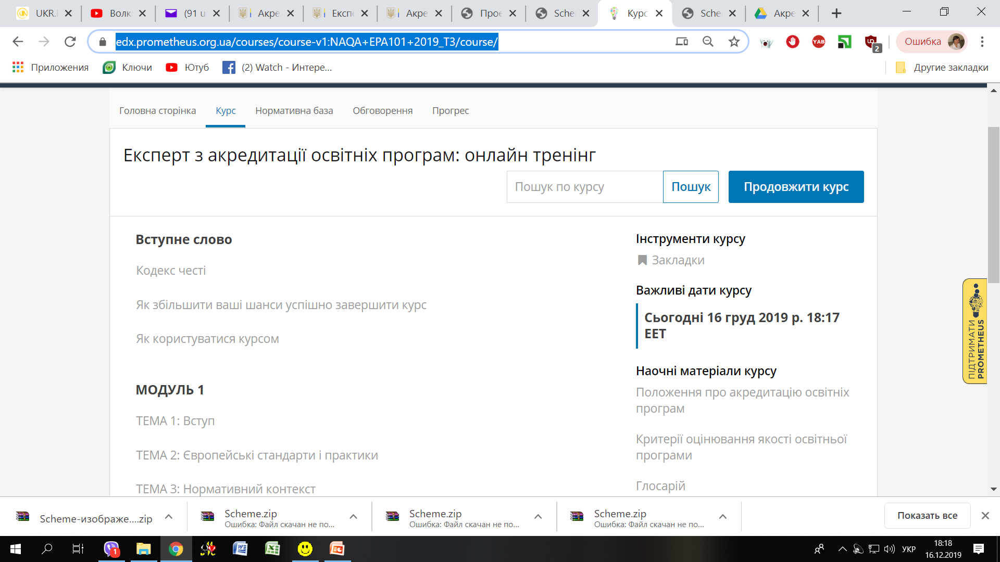 UKR.
Волк
(91 u
Акре
Експ
Акре
Прое
Sche
Курс
Sche
Акре
edx.prometheus.org.ua/courses/course-v1:NAQA+EPA101+2019_T3/course/
YAB
2
Ошибка
Приложения
Ключи
Ютуб
(2) Watch - Интере...
Другие закладки
Головна сторінка
Курс
Нормативна база
Обговорення
Прогрес
Експерт з акредитації освітніх програм: онлайн тренінг
Пошук по курсу
Пошук
Продовжити курс
Вступне слово
Кодекс честі
Як збільшити ваші шанси успішно завершити курс
Як користуватися курсом
МОДУЛЬ 1
ТЕМА 1: Вступ
ТЕМА 2: Європейські стандарти і практики
ТЕМА 3: Нормативний контекст
Інструменти курсу
Закладки
Важливі дати курсу
Сьогодні 16 груд 2019 р. 18:17
EET
Наочні матеріали курсу
Положення про акредитацію освітніх
програм
Критерії оцінювання якості освітньої
програми
Глосарій
ПІДТРИМАТИ
PROMETHEUS
Scheme-изображе....zip
Scheme.zip
Ошибка: Файл скачан не по...
Scheme.zip
Ошибка: Файл скачан не по...
Scheme.zip
Ошибка: Файл скачан не по...
Показать все
1
УКР
18:18
16.12.2019